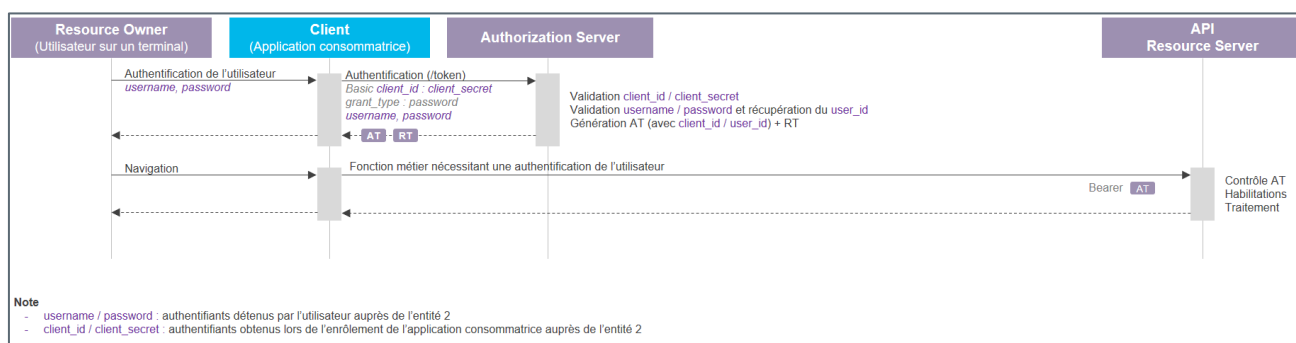 Resource Owner
(Utilisateur sur un terminal)
Client
(Application consommatrice)
Authorization Server
API
Resource Server
Authentification de l'utilisateur
username, password
Authentification (/token)
Basic client_id : client_secret
grant_type : password
username, password
Validation client_id / client_secret
Validation username / password et récupération du user_id
Génération AT (avec client_id / user_id) + RT
AT RT
Navigation
Fonction métier nécessitant une authentification de l'utilisateur
Bearer AT
Contrôle AT
Habilitations
Traitement
Note
- username / password : authentifiants détenus par l'utilisateur auprès de l'entité 2
- client_id / client_secret : authentifiants obtenus lors de l'enrôlement de l'application consommatrice auprès de l'entité 2